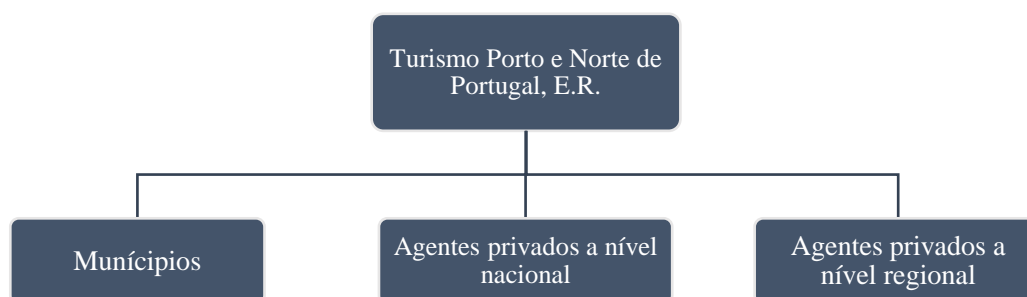 Turismo Porto e Norte de
Portugal, E.R.
Munícipios
Agentes privados a nível
nacional
Agentes privados a
nível regional